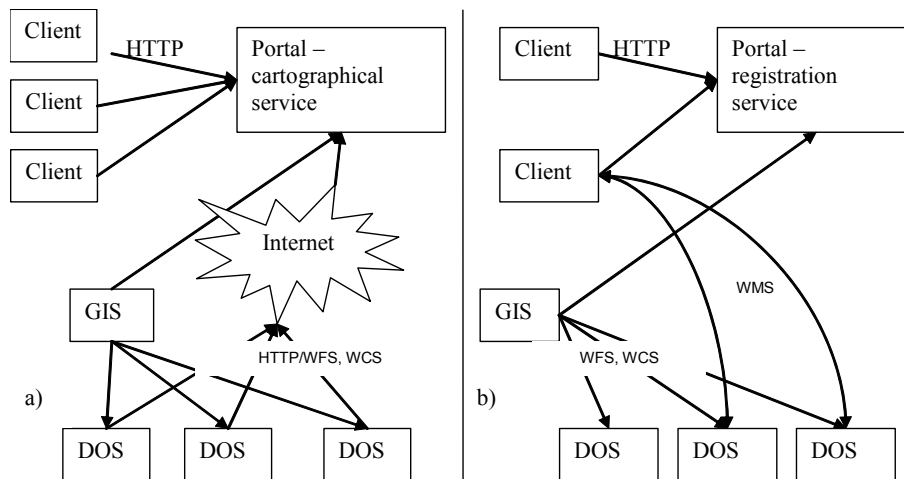 Client
HTTP
Client
Client
Portal –
cartographical
service
Internet
GIS
HTTP/WFS, WCS
a)
DOS
DOS
DOS
Client
HTTP
Client
Portal –
registration
service
WMS
GIS
WFS, WCS
b)
DOS
DOS
DOS